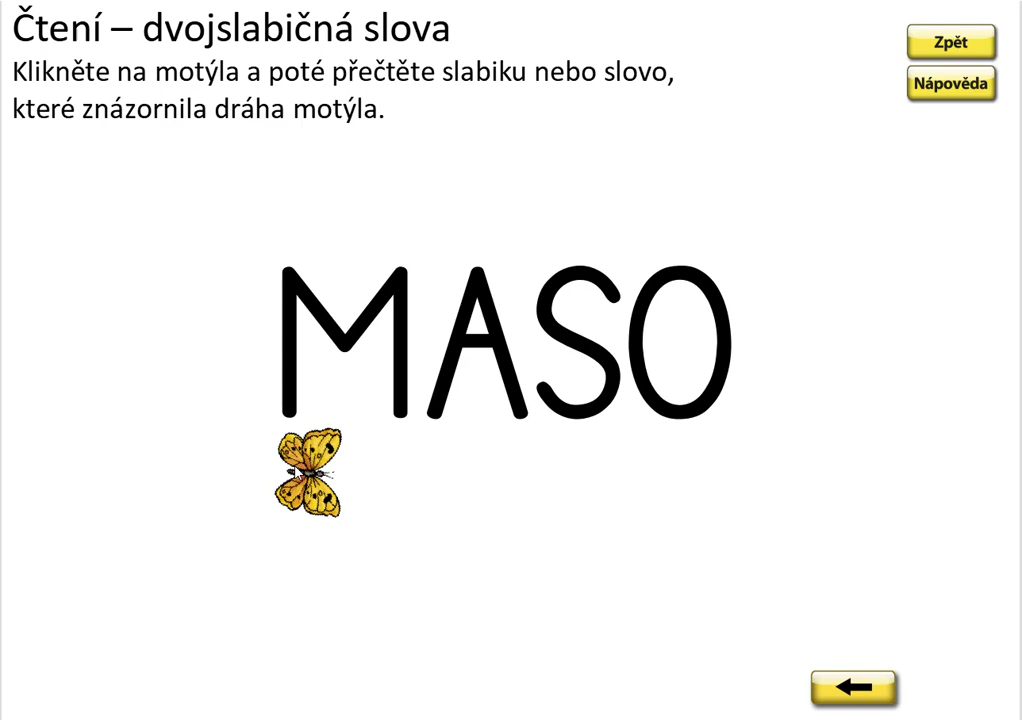 Čtení – dvojslabičná slova
Zpět
Klikněte na motýla a poté přečtěte slabiku nebo slovo,
Nápověda
které znázornila dráha motýla.
MASO